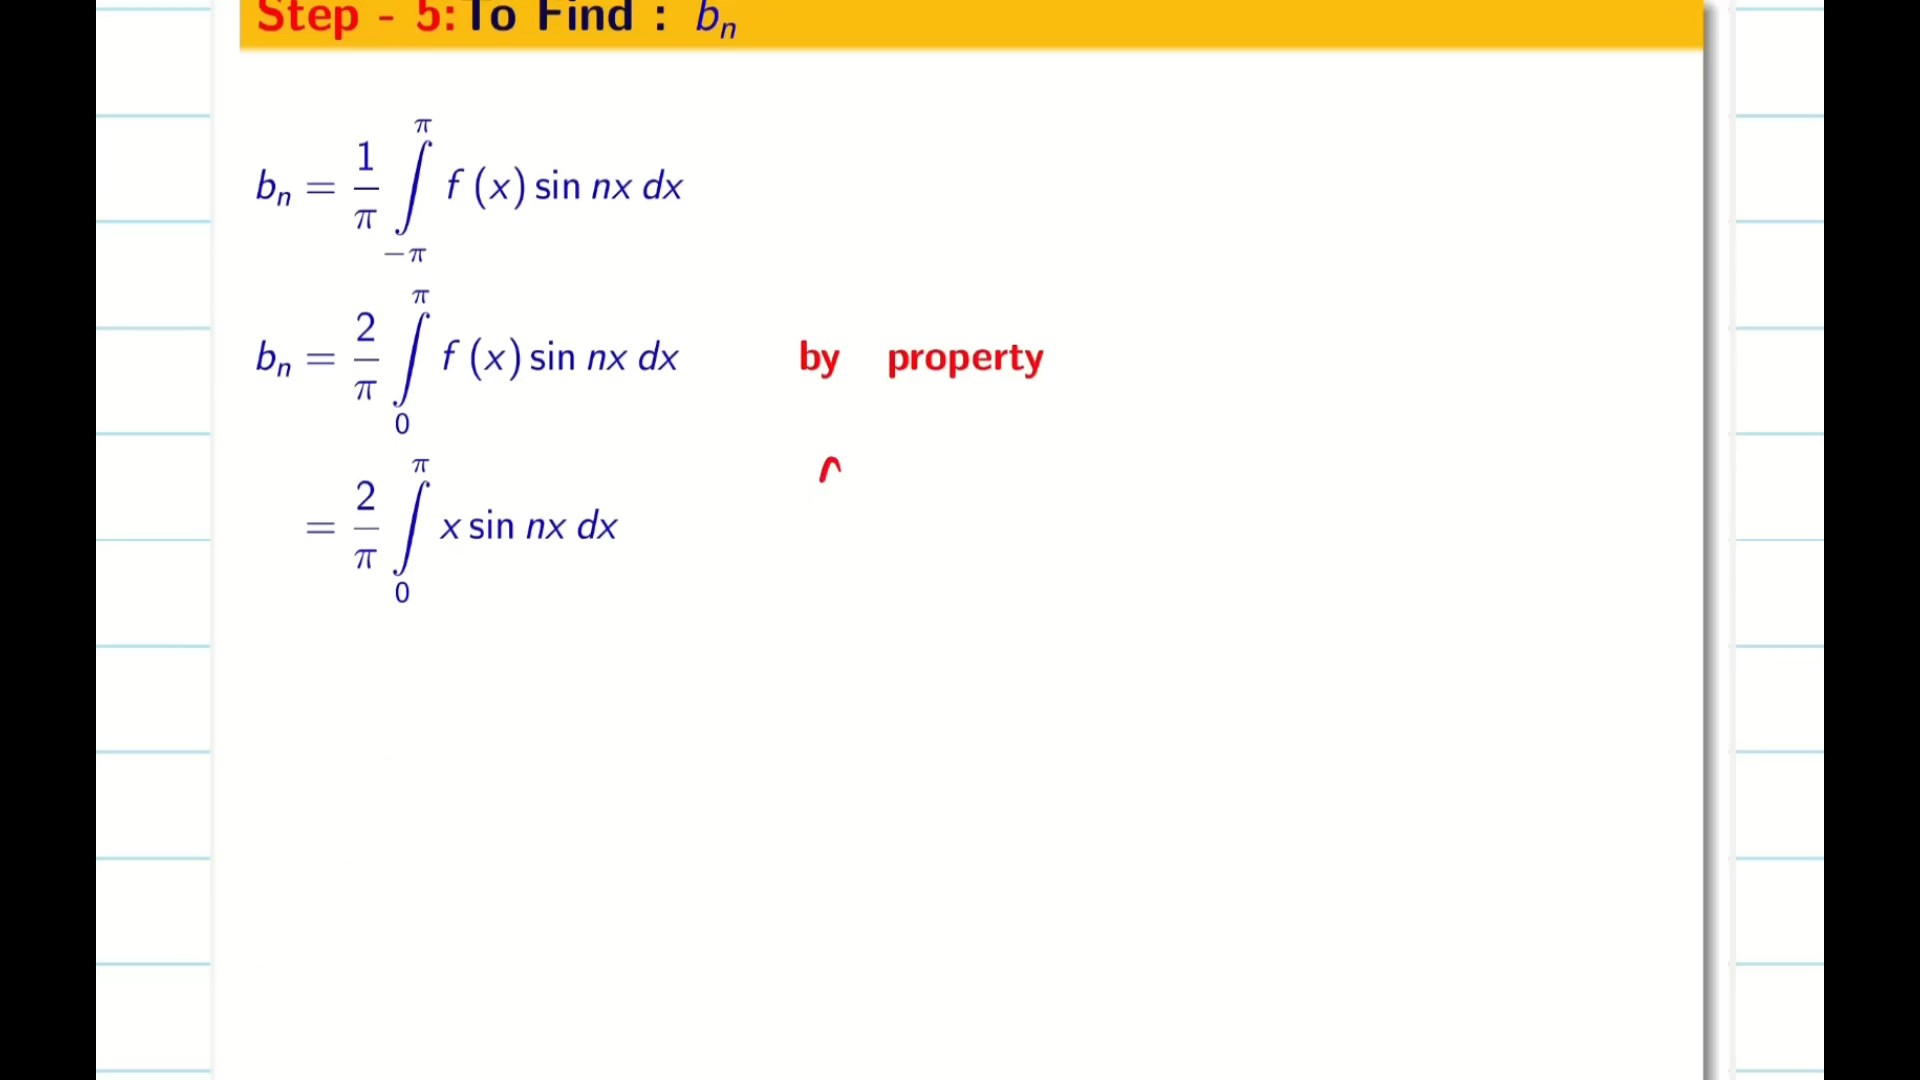 Step - 5: To Find : bₙ
bₙ = 1/π ∫_{-π}^{π} f (x) sin nx dx
bₙ = 2/π ∫_{0}^{π} f (x) sin nx dx by property
= 2/π ∫_{0}^{π} x sin nx dx